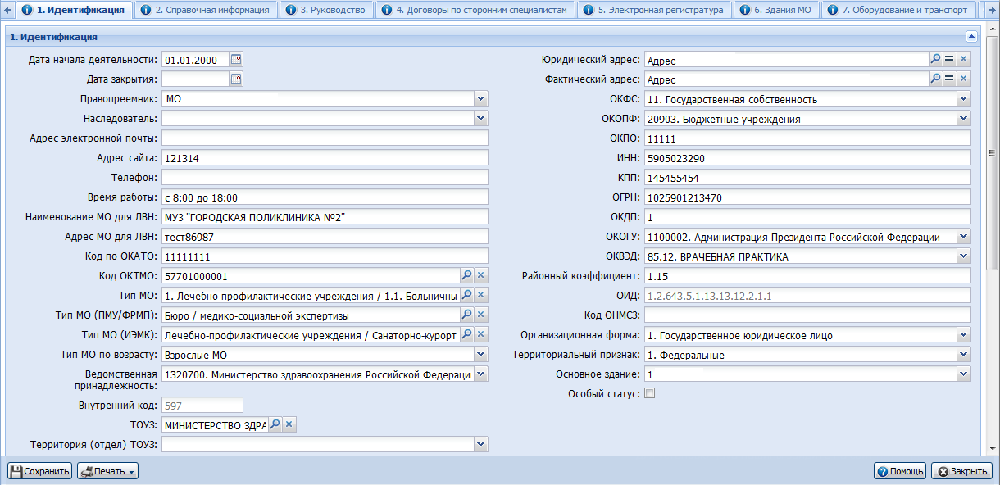 1. Идентификация
2. Справочная информация
3. Руководство
4. Договоры по сторонним специалистам
5. Электронная регистратура
6. Здания МО
7. Оборудование и транспорт
1. Идентификация
Дата начала деятельности: 01.01.2000
Дата закрытия:
Правопреемник: МО
Наследователь:
Адрес электронной почты:
Адрес сайта: 121314
Телефон:
Время работы: с 8:00 до 18:00
Наименование МО для ЛВН: МУЗ "ГОРОДСКАЯ ПОЛИКЛИНИКА №2"
Адрес МО для ЛВН: тест86987
Код по ОКАТО: 11111111
Код ОКТМО: 57701000001
Тип МО: 1. Лечебно профилактические учреждения / 1.1. Больничны
Тип МО (ПМУ/ФРМП): Бюро / медико-социальной экспертизы
Тип МО (ИЭМК): Лечебно-профилактические учреждения / Санаторно-курорт
Тип МО по возрасту: Взрослые МО
Ведомственная
принадлежность: 1320700. Министерство здравоохранения Российской Федераци
Внутренний код: 597
ТОУЗ: МИНИСТЕРСТВО ЗДРА
Территория (отдел) ТОУЗ:
Юридический адрес: Адрес
Фактический адрес: Адрес
ОКФС: 11. Государственная собственность
ОКОПФ: 20903. Бюджетные учреждения
ОКПО: 11111
ИНН: 5905023290
КПП: 145455454
ОГРН: 1025901213470
ОКДП: 1
ОКОГУ: 1100002. Администрация Президента Российской Федерации
ОКВЭД: 85.12. ВРАЧЕБНАЯ ПРАКТИКА
Районный коэффициент: 1.15
ОИД: 1.2.643.5.1.13.13.12.2.1.1
Код ОНМСЗ:
Организационная форма: 1. Государственное юридическое лицо
Территориальный признак: 1. Федеральные
Основное здание: 1
Особый статус:
Сохранить
Печать
Помощь
Закрыть